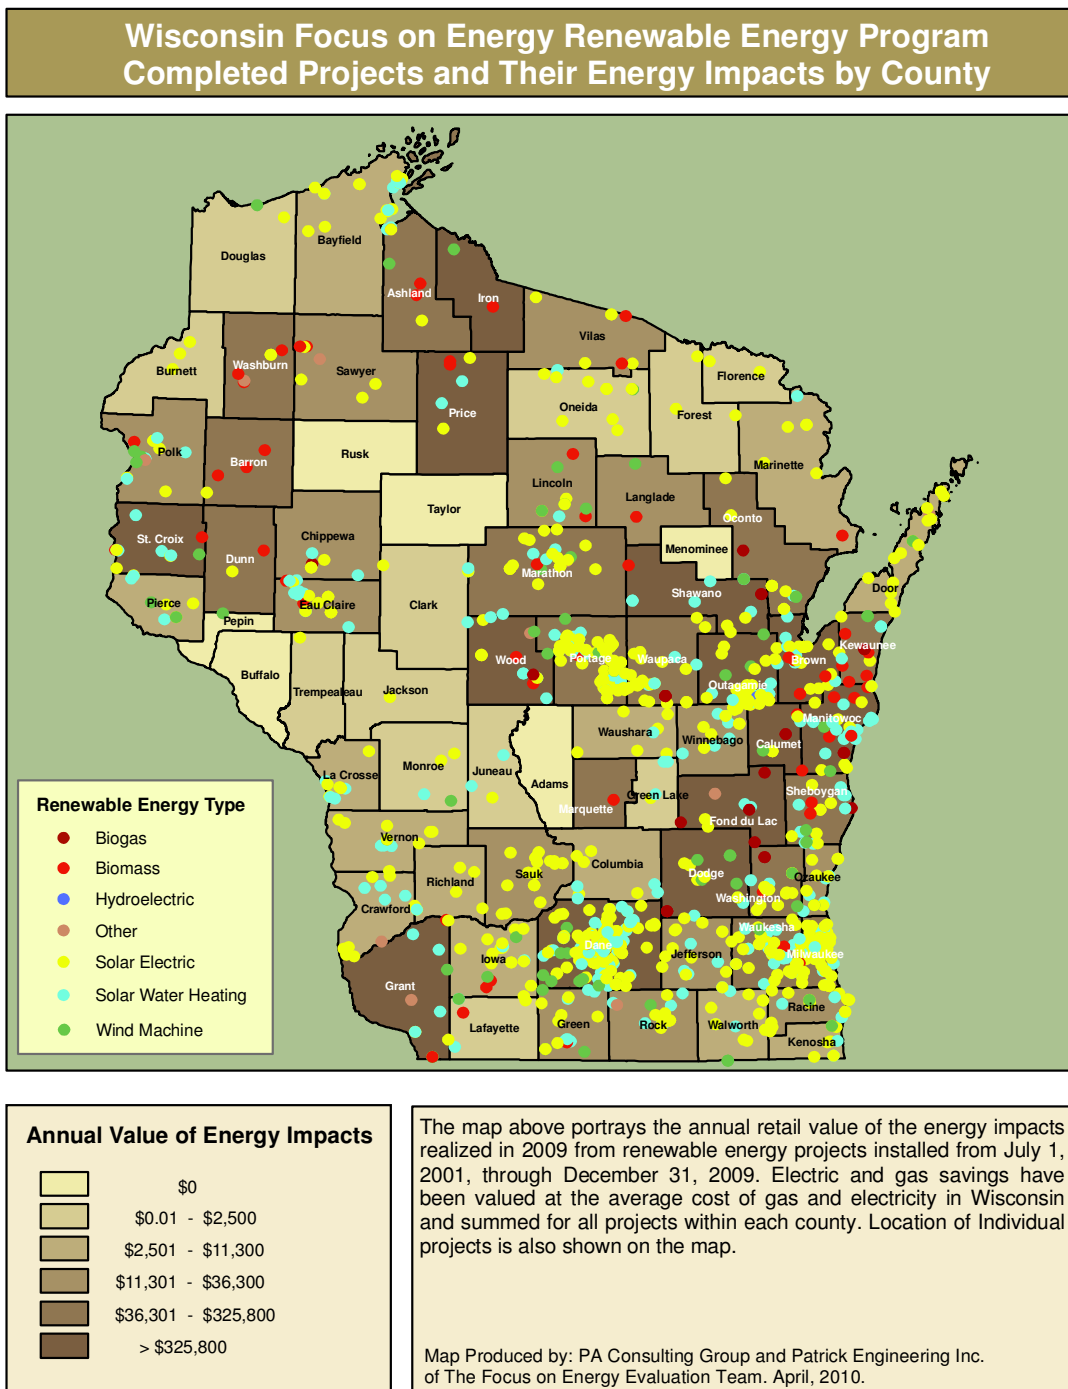 Wisconsin Focus on Energy Renewable Energy Program
Completed Projects and Their Energy Impacts by County
Douglas
Bayfield
Ashland
Iron
Vilas
Burnett
Washburn
Sawyer
Price
Oneida
Forest
Florence
Marinette
Polk
Barron
Rusk
Taylor
Lincoln
Langlade
Oconto
Menominee
St. Croix
Dunn
Chippewa
Marathon
Shawano
Door
Pierce
Pepin
Eau Claire
Clark
Buffalo
Trempealeau
Jackson
Wood
Portage
Waupaca
Outagamie
Brown
Kewaunee
La Crosse
Monroe
Juneau
Adams
Waushara
Winnebago
Calumet
Manitowoc
Marquette
Green Lake
Fond du Lac
Sheboygan
Vernon
Richland
Sauk
Columbia
Dodge
Washington
Ozaukee
Crawford
Grant
Iowa
Dane
Jefferson
Waukesha
Milwaukee
Lafayette
Green
Rock
Walworth
Racine
Kenosha
Renewable Energy Type
Biogas
Biomass
Hydroelectric
Other
Solar Electric
Solar Water Heating
Wind Machine
Annual Value of Energy Impacts
$0
$0.01 - $2,500
$2,501 - $11,300
$11,301 - $36,300
$36,301 - $325,800
> $325,800
The map above portrays the annual retail value of the energy impacts
realized in 2009 from renewable energy projects installed from July 1,
2001, through December 31, 2009. Electric and gas savings have
been valued at the average cost of gas and electricity in Wisconsin
and summed for all projects within each county. Location of Individual
projects is also shown on the map.
Map Produced by: PA Consulting Group and Patrick Engineering Inc.
of The Focus on Energy Evaluation Team. April, 2010.